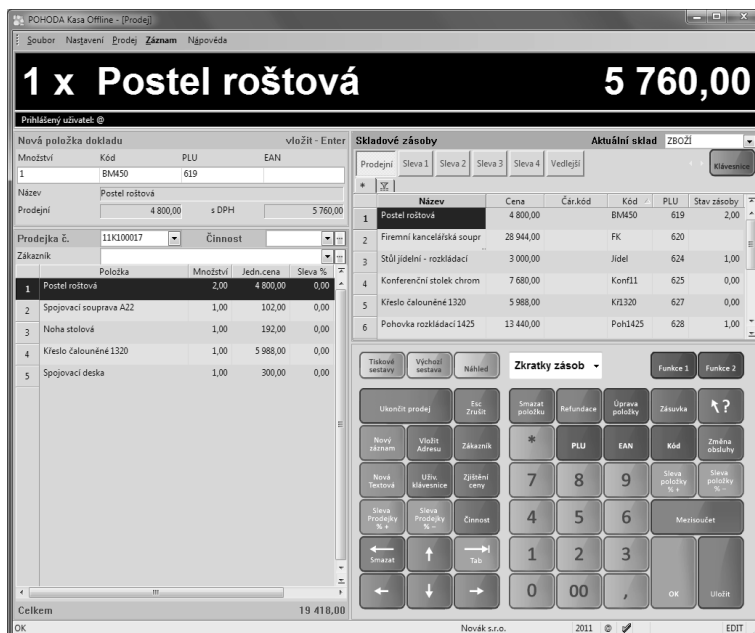 POHODA Kasa Offline - [Prodej]
Soubor Nastavení Prodej Záznam Nápověda
1 x Postel roštová 5 760,00
Přihlášený uživatel: @
Nová položka dokladu vložit - Enter
Množství Kód PLU EAN
1 BM450 619
Název Postel roštová
Prodejní 4 800,00 s DPH 5 760,00
Prodejka č. 11K100017 Činnost
Zákazník
Položka Množství Jedn.cena Sleva %
1 Postel roštová 2,00 4 800,00 0,00
2 Spojovací souprava A22 1,00 102,00 0,00
3 Noha stolová 1,00 192,00 0,00
4 Křeslo čalouněné 1320 1,00 5 988,00 0,00
5 Spojovací deska 1,00 300,00 0,00
Celkem 19 418,00
Skladové zásoby Aktuální sklad ZBOŽÍ
Prodejní Sleva 1 Sleva 2 Sleva 3 Sleva 4 Vedlejší Klávesnice
*
Název Cena Čár.kód Kód PLU Stav zásoby
1 Postel roštová 4 800,00 BM450 619 2,00
2 Firemní kancelářská soupr 28 944,00 FK 620
3 Stůl jídelní - rozkládací 3 000,00 Jídel 624 1,00
4 Konferenční stolek chrom 7 680,00 Konf11 625 0,00
5 Křeslo čalouněné 1320 5 988,00 Kř1320 627 0,00
6 Pohovka rozkládací 1425 13 440,00 Poh1425 628 1,00
Tiskové sestavy Výchozí sestava Náhled Zkratky zásob Funkce 1 Funkce 2
Ukončit prodej Esc Zrušit Smazat položku Refundace Úprava položky Zásuvka ?
Nový záznam Vložit Adresu Zákazník * PLU EAN Kód Změna obsluhy
Nová Textová Uživ. klávesnice Zjištění ceny 7 8 9 Sleva položky % + Sleva položky % −
Sleva Prodejky % + Sleva Prodejky % − Činnost 4 5 6 Mezisoučet
Smazat Tab 1 2 3
0 00 , OK Uložit
OK Novák s.r.o. 2011 @ EDIT